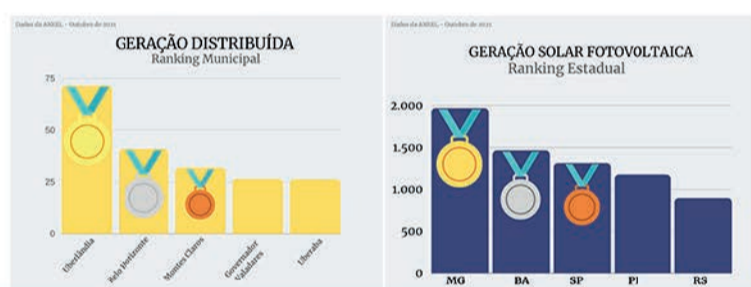 Dados da ANEEL - Outubro de 2021
GERAÇÃO DISTRIBUÍDA
Ranking Municipal
75
50
25
0
Uberlândia
Belo Horizonte
Montes Claros
Governador
Valadares
Uberaba
Dados da ANEEL - Outubro de 2021
GERAÇÃO SOLAR FOTOVOLTAICA
Ranking Estadual
2.000
1.500
1.000
500
0
MG
BA
SP
PI
RS